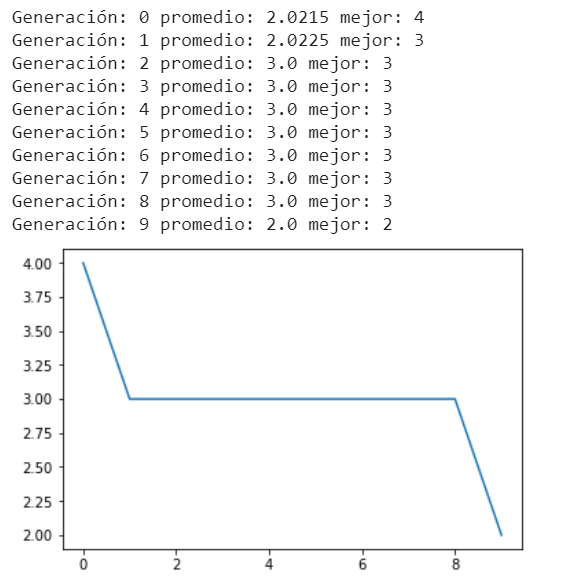 Generación: 0 promedio: 2.0215 mejor: 4
Generación: 1 promedio: 2.0225 mejor: 3
Generación: 2 promedio: 3.0 mejor: 3
Generación: 3 promedio: 3.0 mejor: 3
Generación: 4 promedio: 3.0 mejor: 3
Generación: 5 promedio: 3.0 mejor: 3
Generación: 6 promedio: 3.0 mejor: 3
Generación: 7 promedio: 3.0 mejor: 3
Generación: 8 promedio: 3.0 mejor: 3
Generación: 9 promedio: 2.0 mejor: 2
4.00
3.75
3.50
3.25
3.00
2.75
2.50
2.25
2.00
0 2 4 6 8